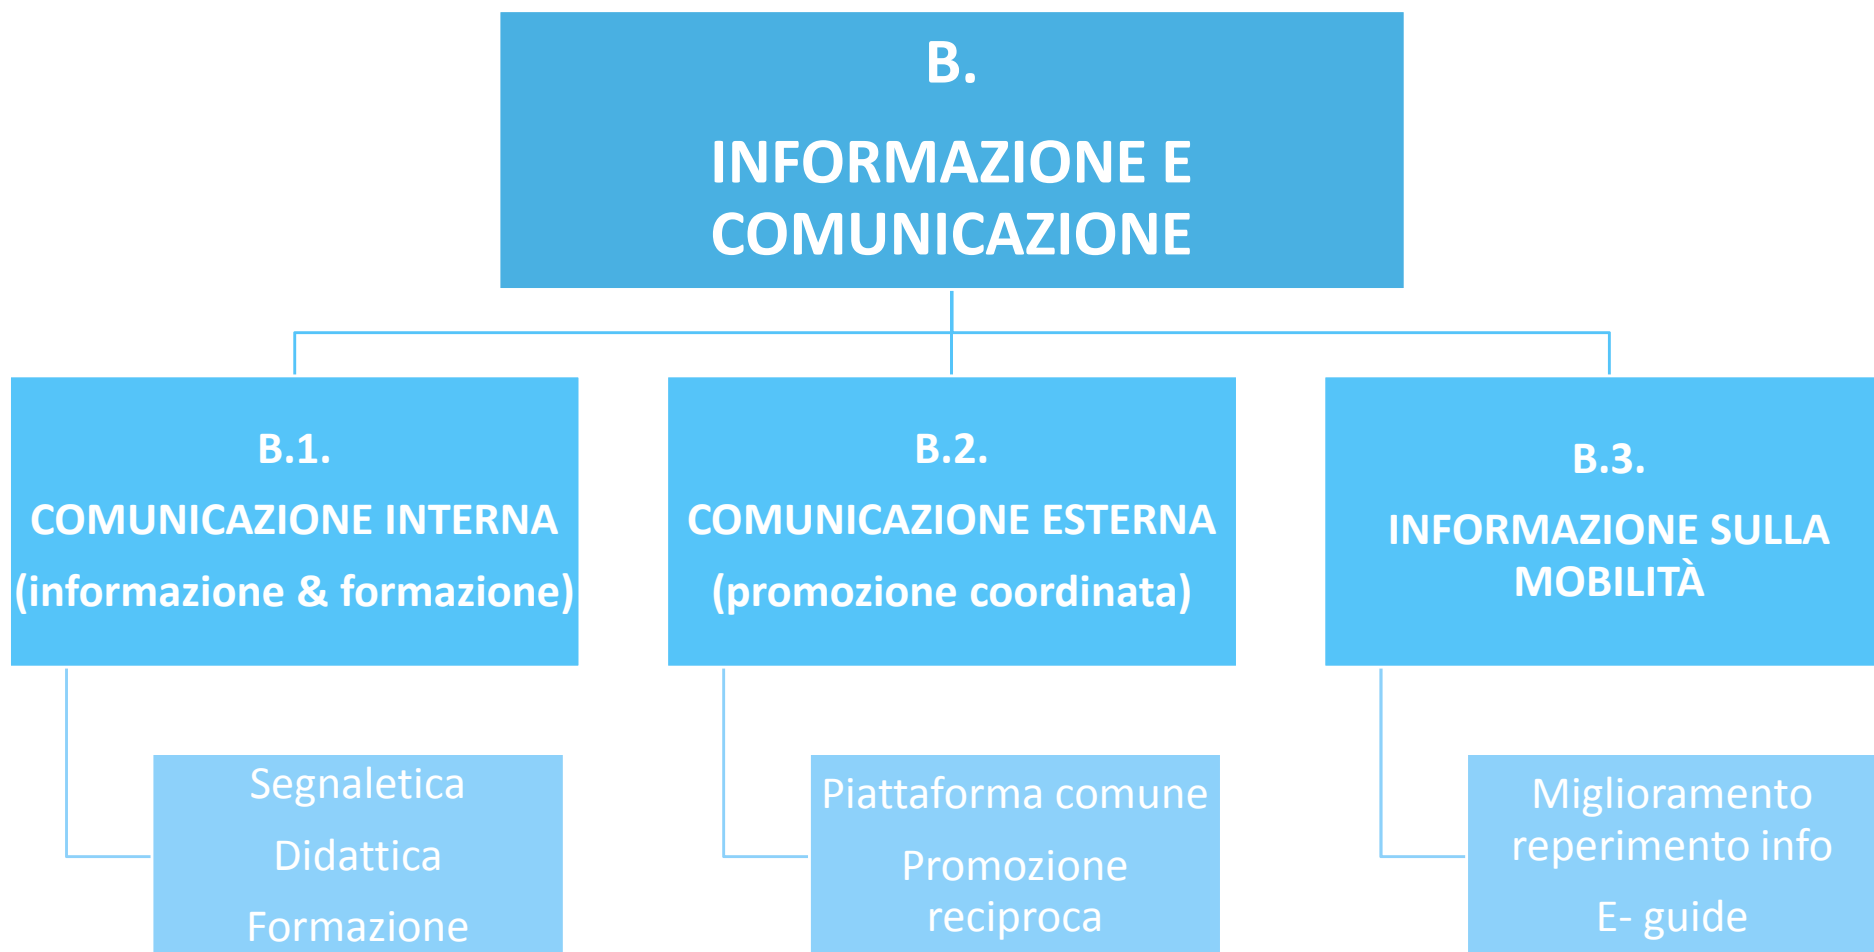 B.
INFORMAZIONE E
COMUNICAZIONE
B.1.
COMUNICAZIONE INTERNA
(informazione & formazione)
B.2.
COMUNICAZIONE ESTERNA
(promozione coordinata)
B.3.
INFORMAZIONE SULLA
MOBILITÀ
Segnaletica
Didattica
Formazione
Piattaforma comune
Promozione
reciproca
Miglioramento
reperimento info
E- guide